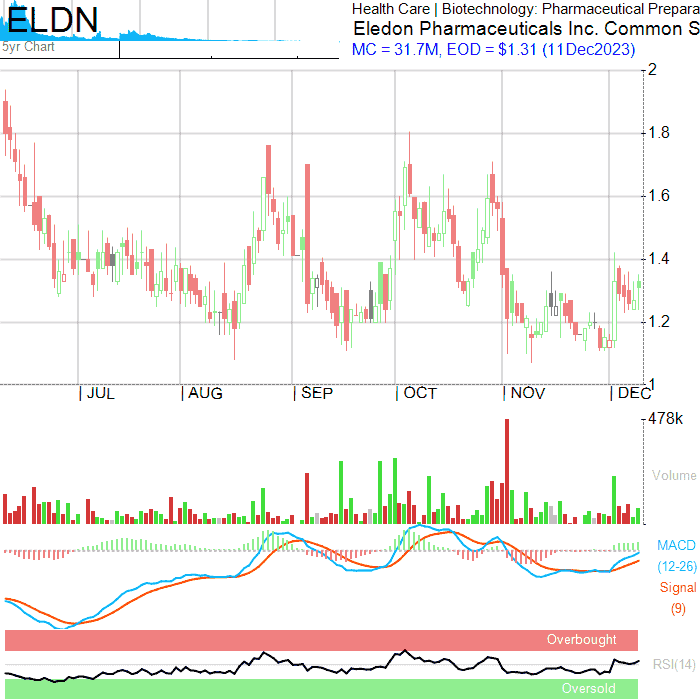 ELDN
5yr Chart
Health Care | Biotechnology: Pharmaceutical Prepara
Eledon Pharmaceuticals Inc. Common S
MC = 31.7M, EOD = $1.31 (11Dec2023)
2
1.8
1.6
1.4
1.2
1
| JUL | AUG | SEP | OCT | NOV | DEC
478k
Volume
MACD
(12-26)
Signal
(9)
Overbought
RSI(14)
Oversold